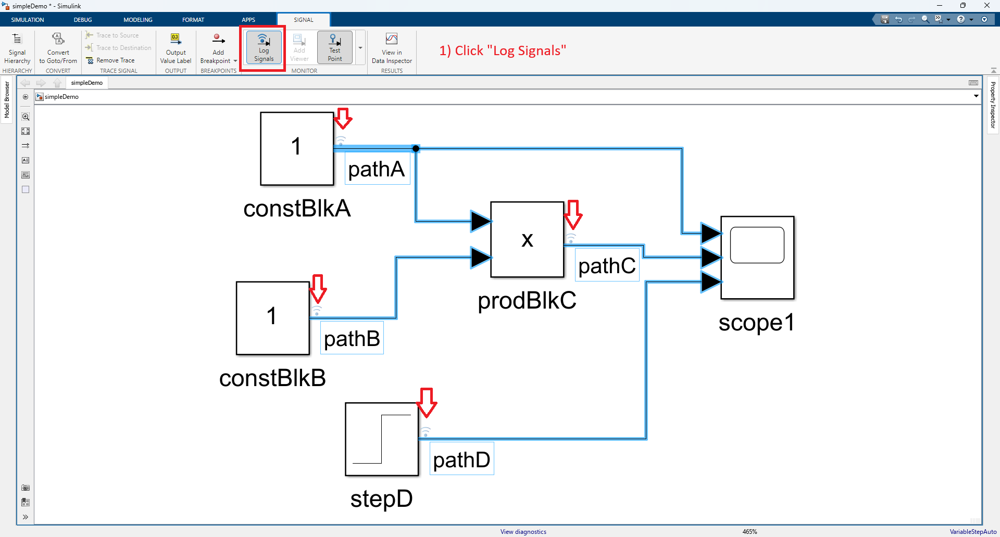 simpleDemo * - Simulink
SIMULATION DEBUG MODELING FORMAT APPS SIGNAL
Signal Hierarchy
HIERARCHY
Convert to Goto/From
CONVERT
Trace to Source
Trace to Destination
Remove Trace
TRACE SIGNAL
0.3
Output Value Label
OUTPUT
Add Breakpoint
BREAKPOINTS
Log Signals
Add Viewer
Test Point
MONITOR
View in Data Inspector
RESULTS
1) Click "Log Signals"
Model Browser
simpleDemo
simpleDemo
Property Inspector
1
pathA
constBlkA
x
pathC
prodBlkC
scope1
1
pathB
constBlkB
pathD
stepD
View diagnostics 465% VariableStepAuto